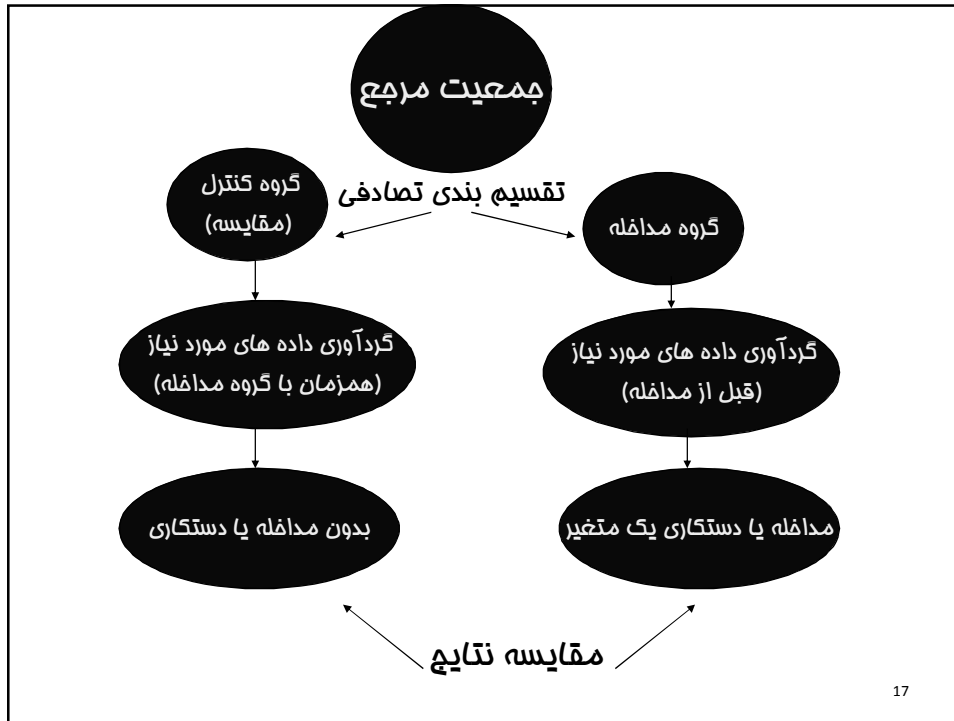 جمعیت مرجع
تقسیم بندی تصادفی
گروه مداخله
گروه کنترل
(مقایسه)
گردآوری داده های مورد نیاز
(قبل از مداخله)
گردآوری داده های مورد نیاز
(همزمان با گروه مداخله)
مداخله یا دستکاری یک متغیر
بدون مداخله یا دستکاری
مقایسه نتایج
17